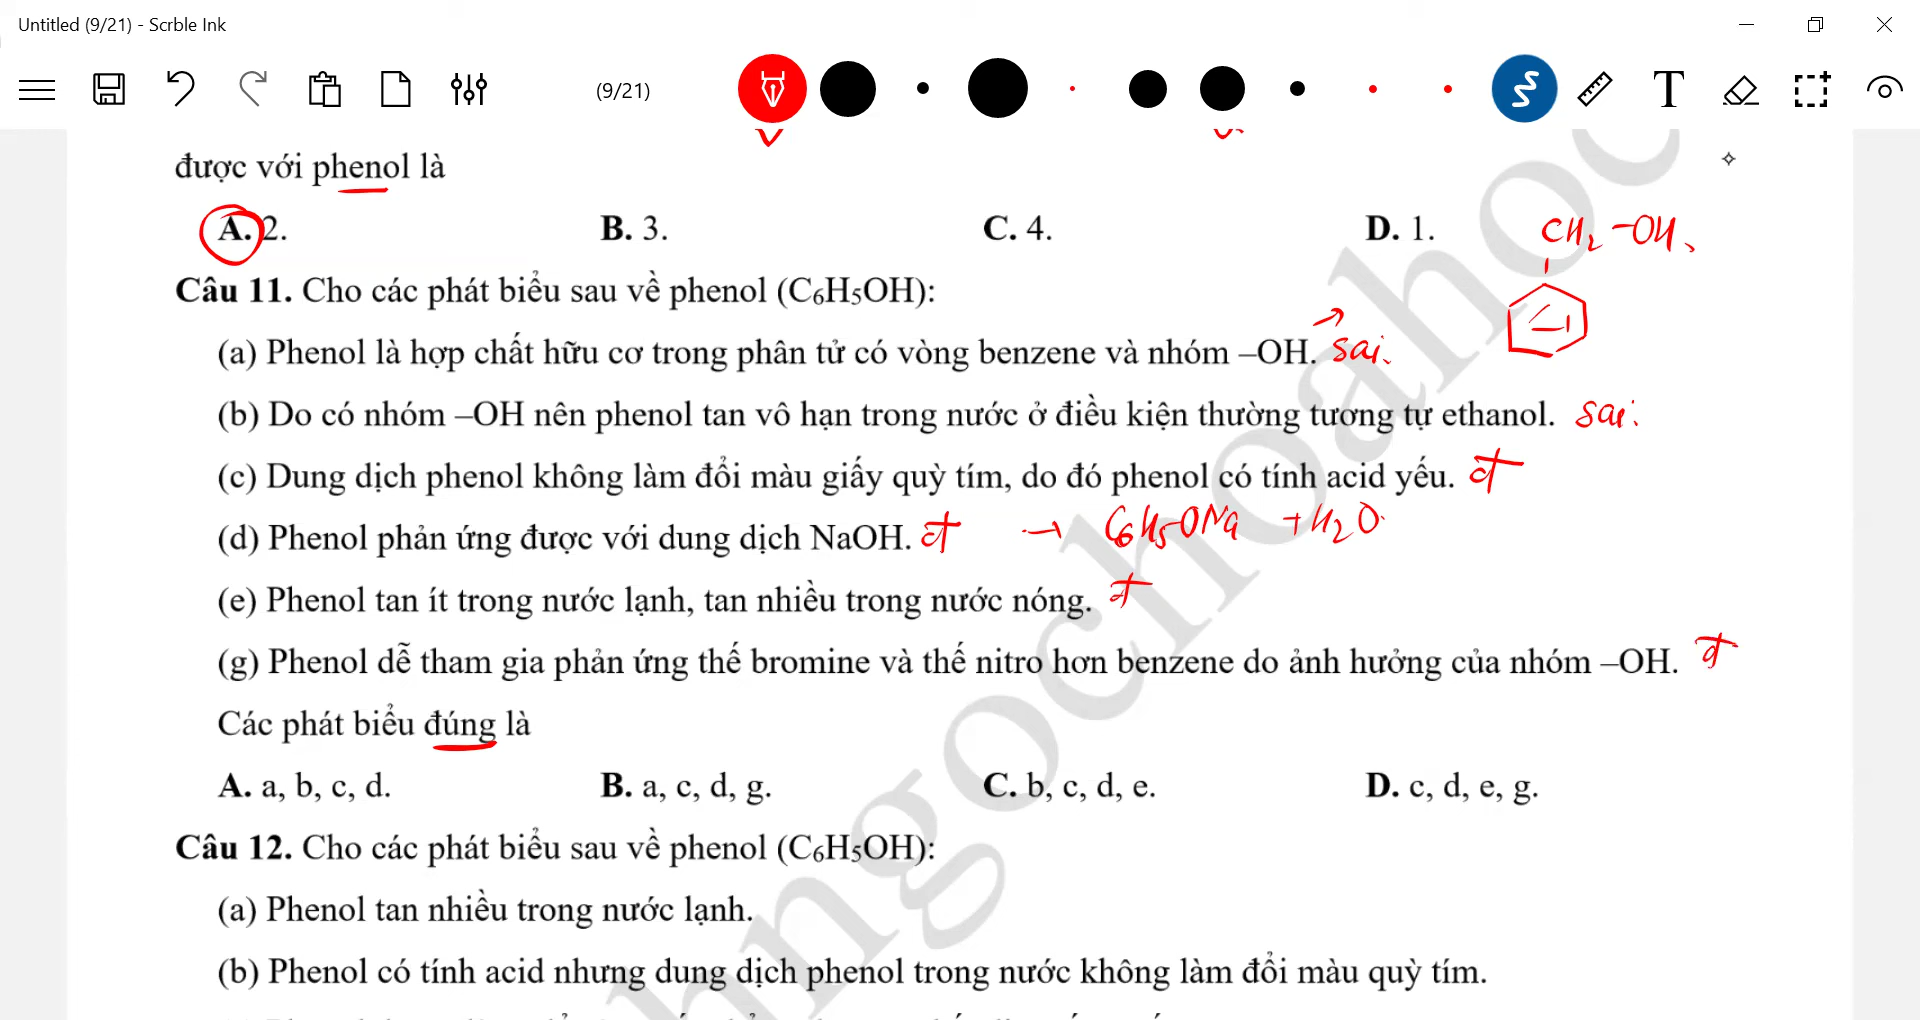 Untitled (9/21) - Scrble Ink
(9/21)
T
được với phenol là
A. 2. B. 3. C. 4. D. 1.
CH2-OH,
Câu 11. Cho các phát biểu sau về phenol (C6H5OH):
(a) Phenol là hợp chất hữu cơ trong phân tử có vòng benzene và nhóm –OH. → sai.
(b) Do có nhóm –OH nên phenol tan vô hạn trong nước ở điều kiện thường tương tự ethanol. sai.
(c) Dung dịch phenol không làm đổi màu giấy quỳ tím, do đó phenol có tính acid yếu. đ
(d) Phenol phản ứng được với dung dịch NaOH. đ → C6H5ONa + H2O.
(e) Phenol tan ít trong nước lạnh, tan nhiều trong nước nóng. đ
(g) Phenol dễ tham gia phản ứng thế bromine và thế nitro hơn benzene do ảnh hưởng của nhóm –OH. đ
Các phát biểu đúng là
A. a, b, c, d. B. a, c, d, g. C. b, c, d, e. D. c, d, e, g.
Câu 12. Cho các phát biểu sau về phenol (C6H5OH):
(a) Phenol tan nhiều trong nước lạnh.
(b) Phenol có tính acid nhưng dung dịch phenol trong nước không làm đổi màu quỳ tím.
hngochoahoc